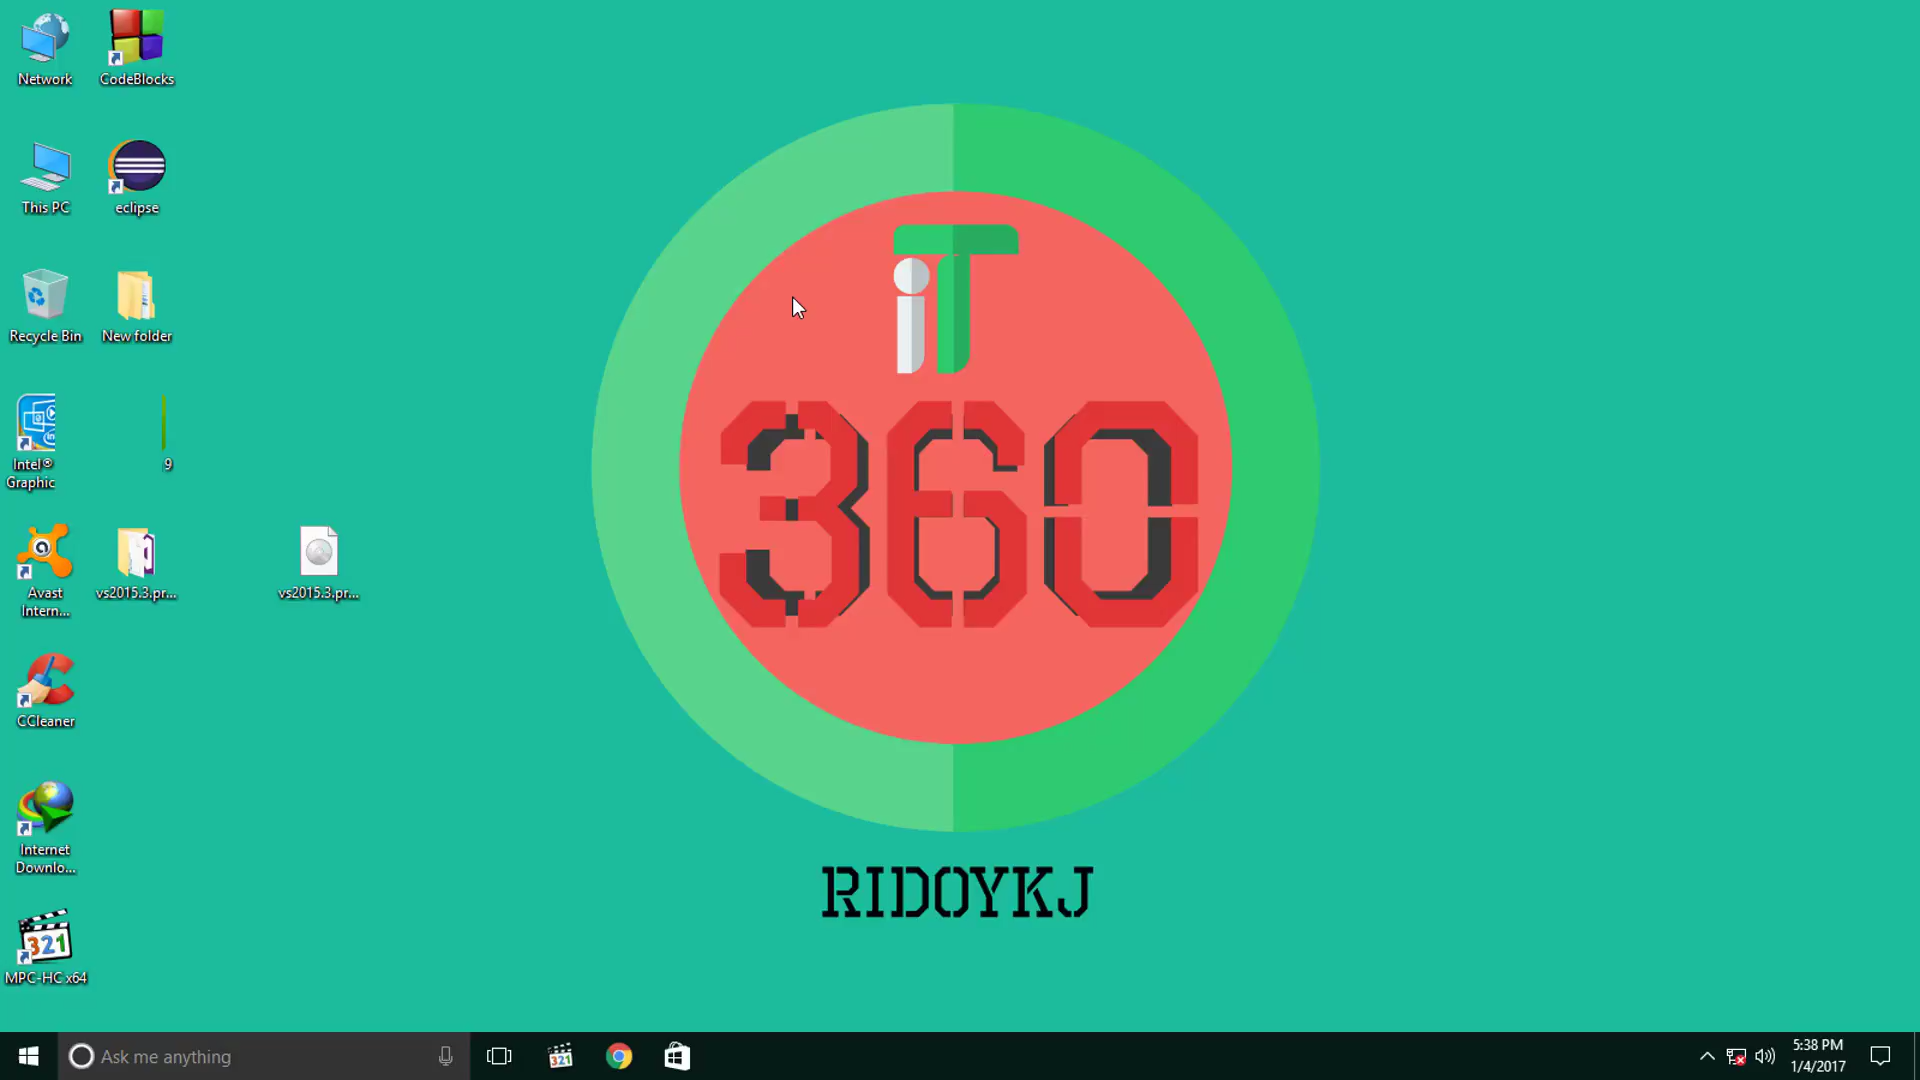 Network
CodeBlocks
This PC
eclipse
Recycle Bin
New folder
Intel®
Graphic
9
Avast
Intern...
vs2015.3.pr...
vs2015.3.pr...
CCleaner
Internet
Downlo...
321
MPC-HC x64
iT
360
RIDOYKJ
Ask me anything
321
5:38 PM
1/4/2017